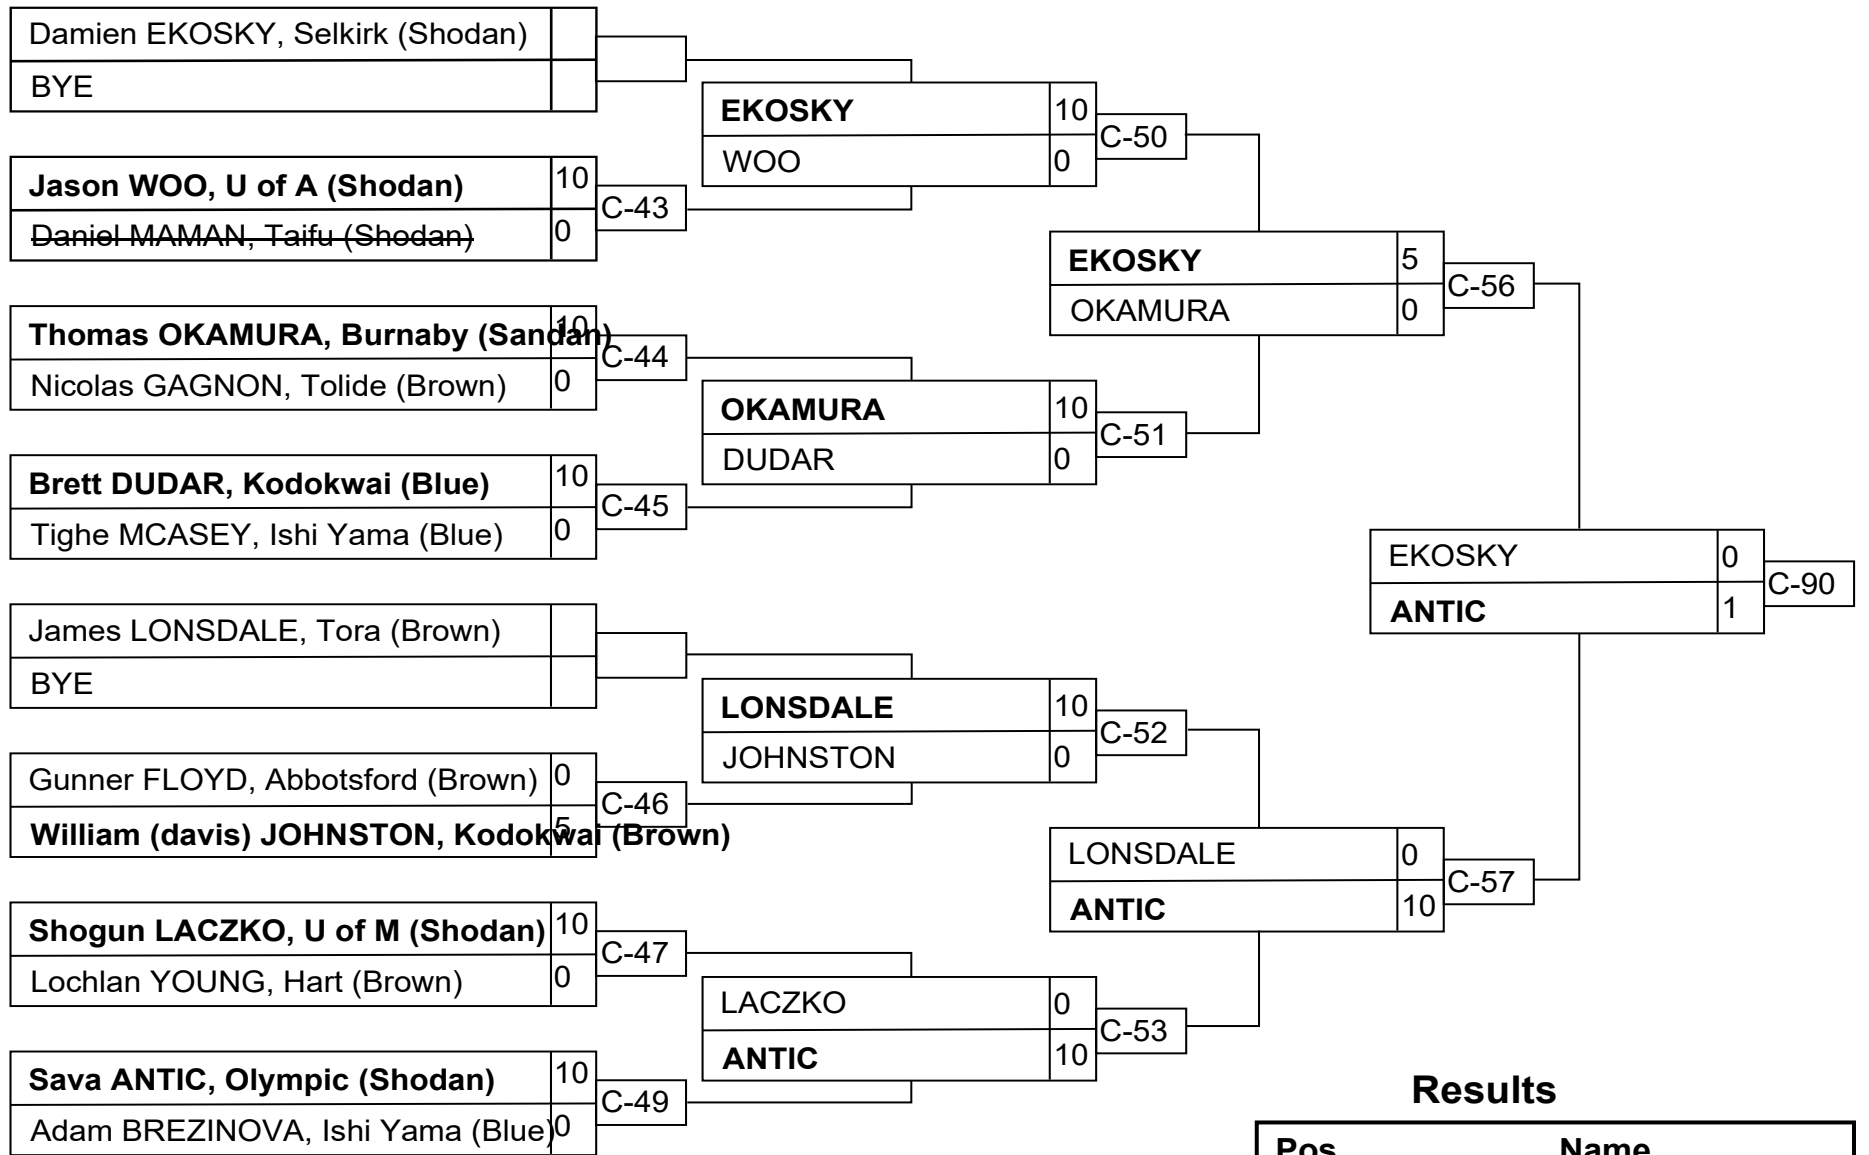 Damien EKOSKY, Selkirk (Shodan)
BYE
Jason WOO, U of A (Shodan) 10
Daniel MAMAN, Taifu (Shodan) 0
C-43
Thomas OKAMURA, Burnaby (Sandan) 10
Nicolas GAGNON, Tolide (Brown) 0
C-44
Brett DUDAR, Kodokwai (Blue) 10
Tighe MCASEY, Ishi Yama (Blue) 0
C-45
James LONSDALE, Tora (Brown)
BYE
Gunner FLOYD, Abbotsford (Brown) 0
William (davis) JOHNSTON, Kodokwai (Brown) 5
C-46
Shogun LACZKO, U of M (Shodan) 10
Lochlan YOUNG, Hart (Brown) 0
C-47
Sava ANTIC, Olympic (Shodan) 10
Adam BREZINOVA, Ishi Yama (Blue) 0
C-49
EKOSKY 10
WOO 0
C-50
OKAMURA 10
DUDAR 0
C-51
LONSDALE 10
JOHNSTON 0
C-52
LACZKO 0
ANTIC 10
C-53
EKOSKY 5
OKAMURA 0
C-56
LONSDALE 0
ANTIC 10
C-57
EKOSKY 0
ANTIC 1
C-90
Results
Pos Name